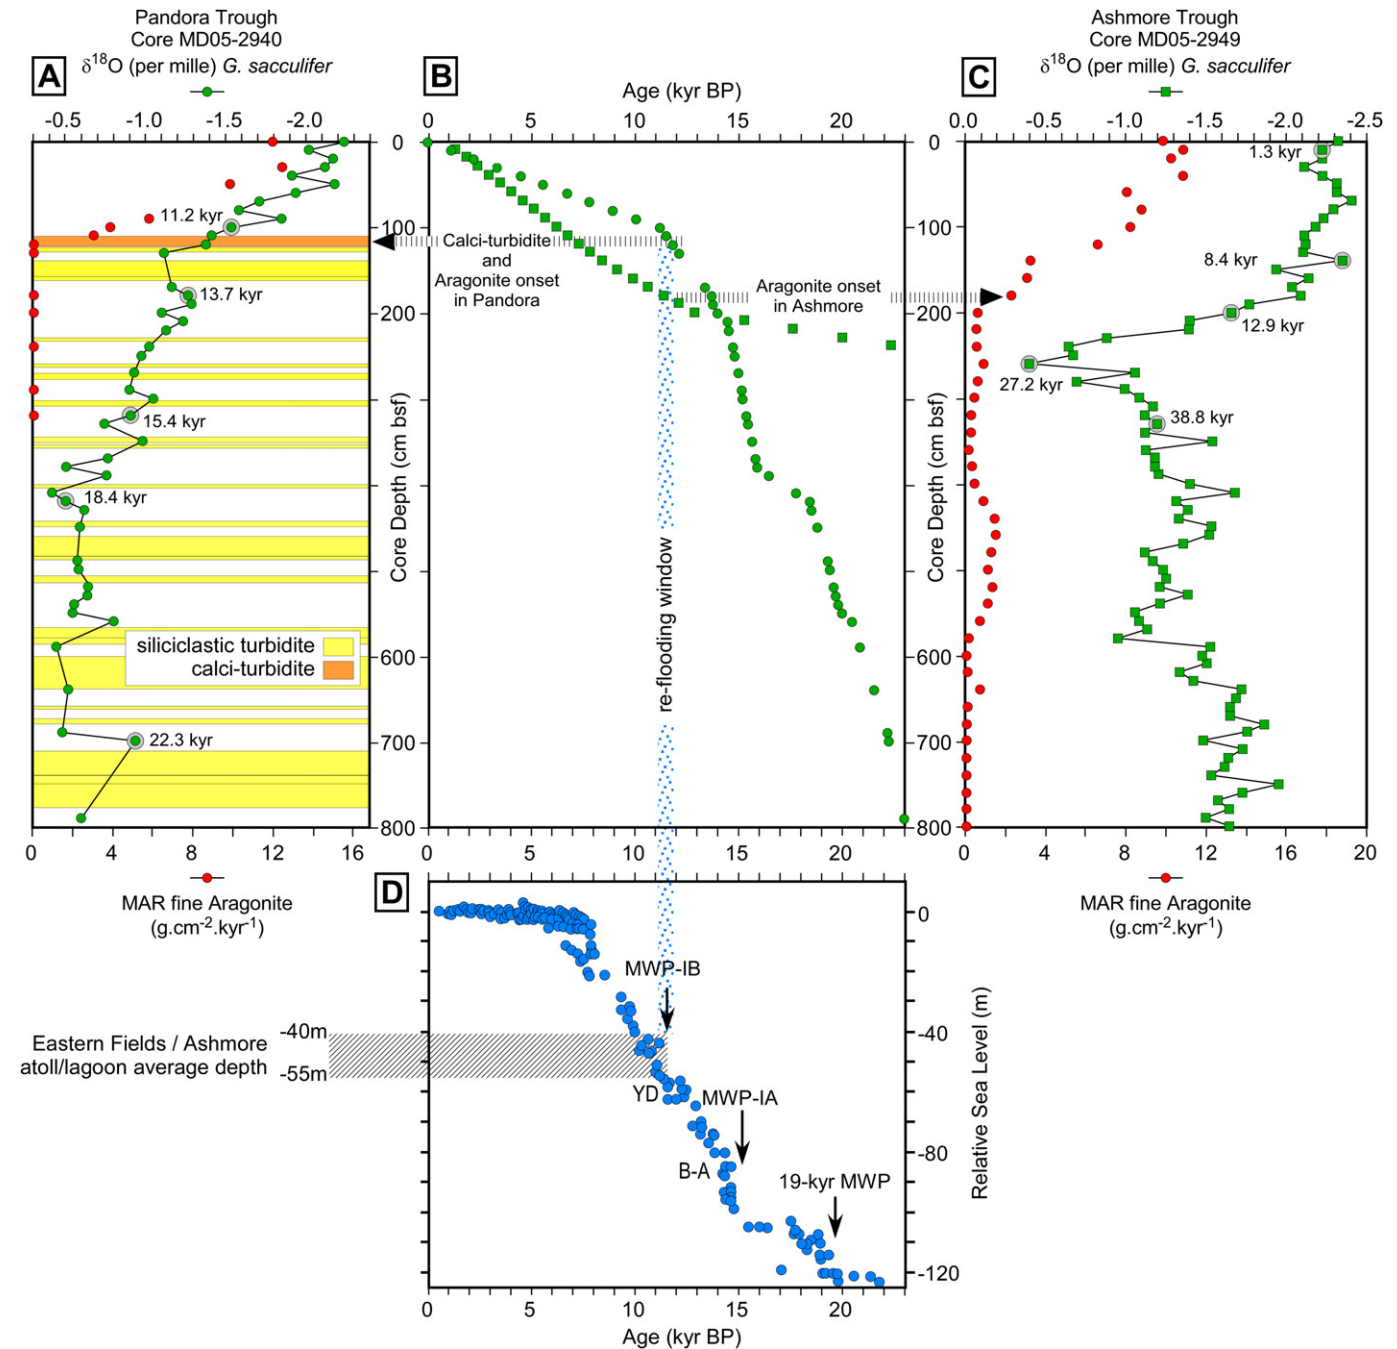 Pandora Trough
Core MD05-2940
δ18O (per mille) G. sacculifer
A
-0.5 -1.0 -1.5 -2.0
11.2 kyr
13.7 kyr
15.4 kyr
18.4 kyr
siliciclastic turbidite
calci-turbidite
22.3 kyr
0 4 8 12 16
MAR fine Aragonite
(g.cm-2.kyr-1)
B
Age (kyr BP)
0 5 10 15 20
0
100
200
600
700
800
Core Depth (cm bsf)
Calci-turbidite
and
Aragonite onset
in Pandora
Aragonite onset
in Ashmore
re-flooding window
Ashmore Trough
Core MD05-2949
δ18O (per mille) G. sacculifer
C
0.0 -0.5 -1.0 -1.5 -2.0 -2.5
0
100
200
600
700
800
Core Depth (cm bsf)
1.3 kyr
8.4 kyr
12.9 kyr
27.2 kyr
38.8 kyr
0 4 8 12 16 20
MAR fine Aragonite
(g.cm-2.kyr-1)
D
MWP-IB
Eastern Fields / Ashmore
atoll/lagoon average depth
-40m
-55m
YD
MWP-IA
B-A
19-kyr MWP
0
-40
-80
-120
Relative Sea Level (m)
0 5 10 15 20
Age (kyr BP)